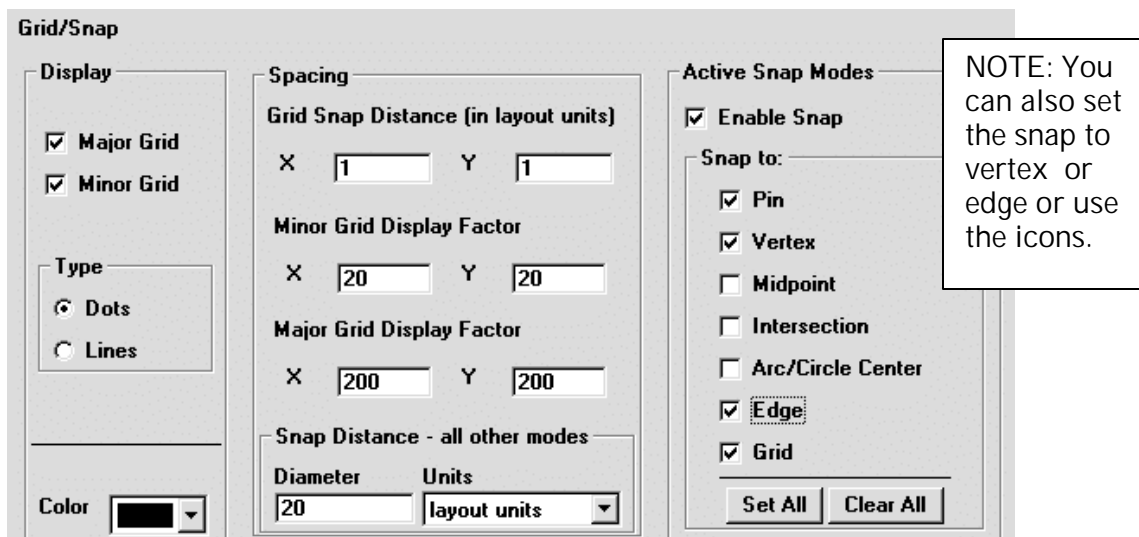 Grid/Snap
Display
Major Grid
Minor Grid
Type
Dots
Lines
Color
Spacing
Grid Snap Distance (in layout units)
X 1 Y 1
Minor Grid Display Factor
X 20 Y 20
Major Grid Display Factor
X 200 Y 200
Snap Distance - all other modes
Diameter Units
20 layout units
Active Snap Modes
Enable Snap
Snap to:
Pin
Vertex
Midpoint
Intersection
Arc/Circle Center
Edge
Grid
Set All Clear All
NOTE: You
can also set
the snap to
vertex or
edge or use
the icons.